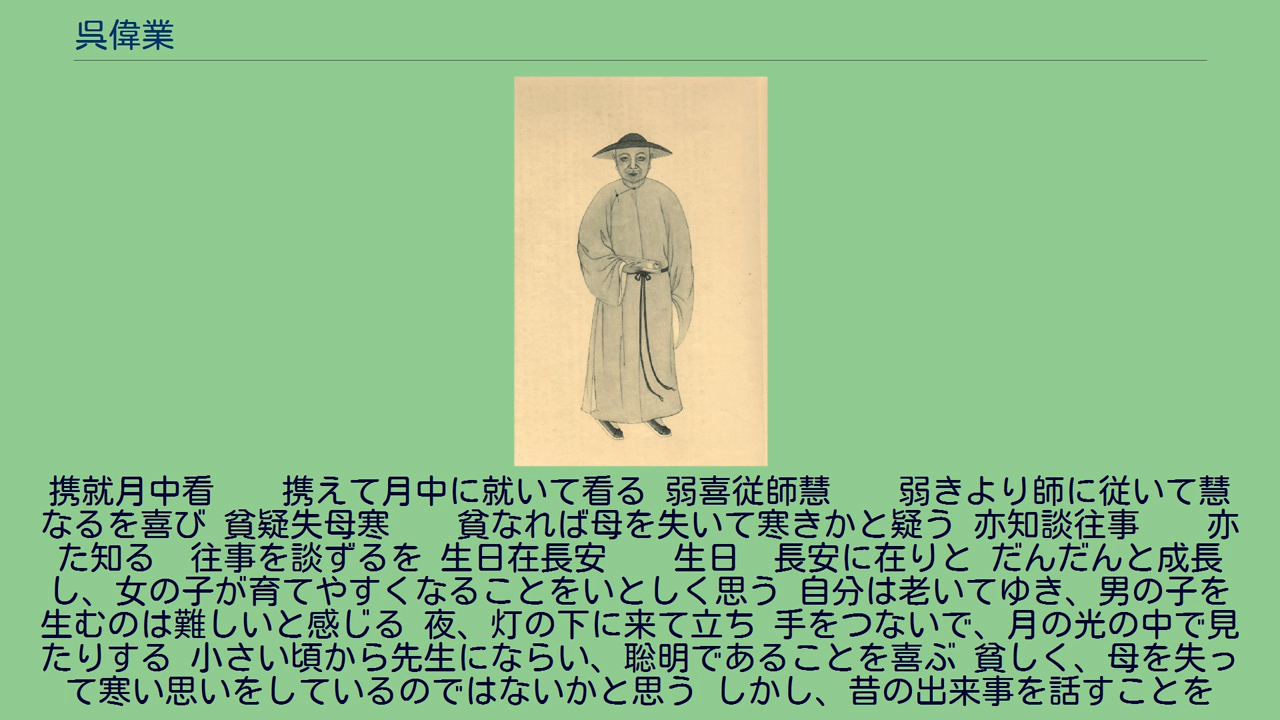 呉偉業
携就月中看　　携えて月中に就いて看る 弱喜従師慧　　弱きより師に従いて慧
なるを喜び 貧疑失母寒　　貧なれば母を失いて寒きかと疑う 亦知談往事　　亦
た知る　往事を談ずるを 生日在長安　　生日　長安に在りと だんだんと成長
し、女の子が育てやすくなることをいとしく思う 自分は老いてゆき、男の子を
生むのは難しいと感じる 夜、灯の下に来て立ち 手をつないで、月の光の中で見
たりする 小さい頃から先生にならい、聡明であることを喜ぶ 貧しく、母を失っ
て寒い思いをしているのではないかと思う しかし、昔の出来事を話すことを